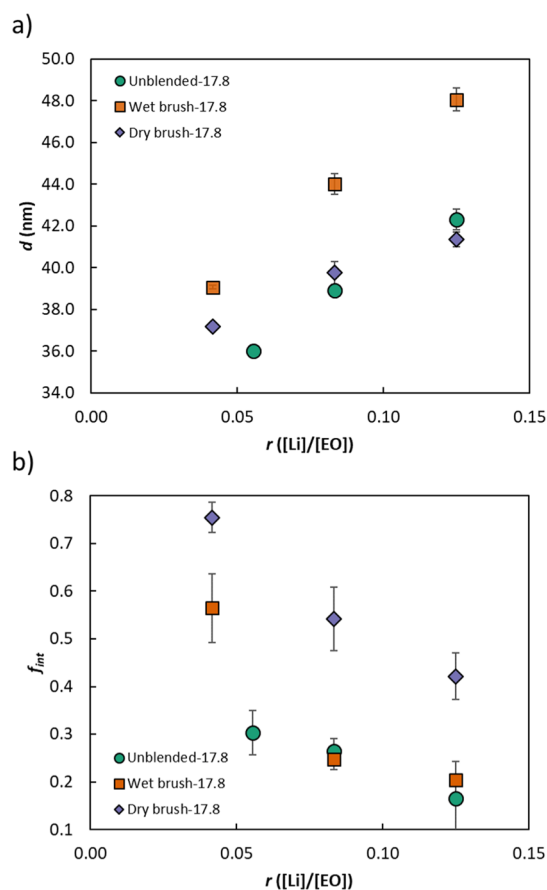 a)
50.0
48.0
46.0
44.0
42.0
40.0
38.0
36.0
34.0
d (nm)
Unblended-17.8
Wet brush-17.8
Dry brush-17.8
0.00 0.05 0.10 0.15
r ([Li]/[EO])
b)
0.8
0.7
0.6
0.5
0.4
0.3
0.2
0.1
fint
Unblended-17.8
Wet brush-17.8
Dry brush-17.8
0.00 0.05 0.10 0.15
r ([Li]/[EO])